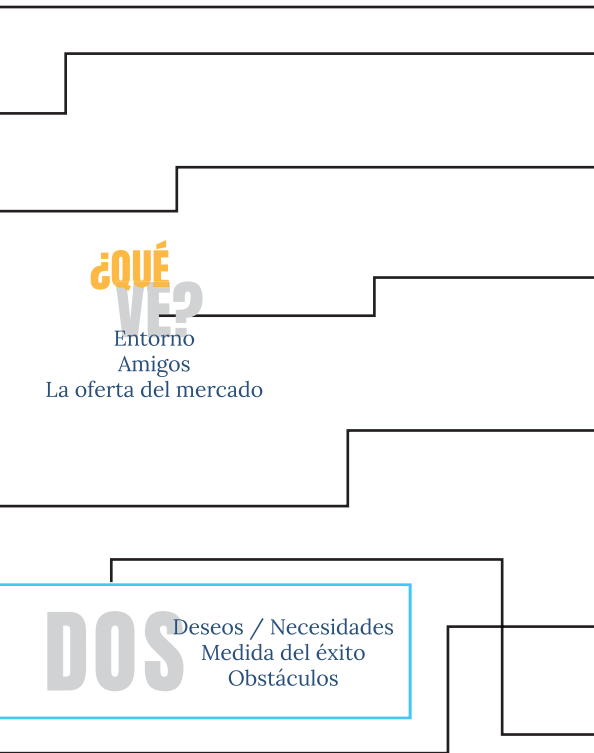 ¿QUÉ
VE?
Entorno
Amigos
La oferta del mercado
DOS
Deseos / Necesidades
Medida del éxito
Obstáculos